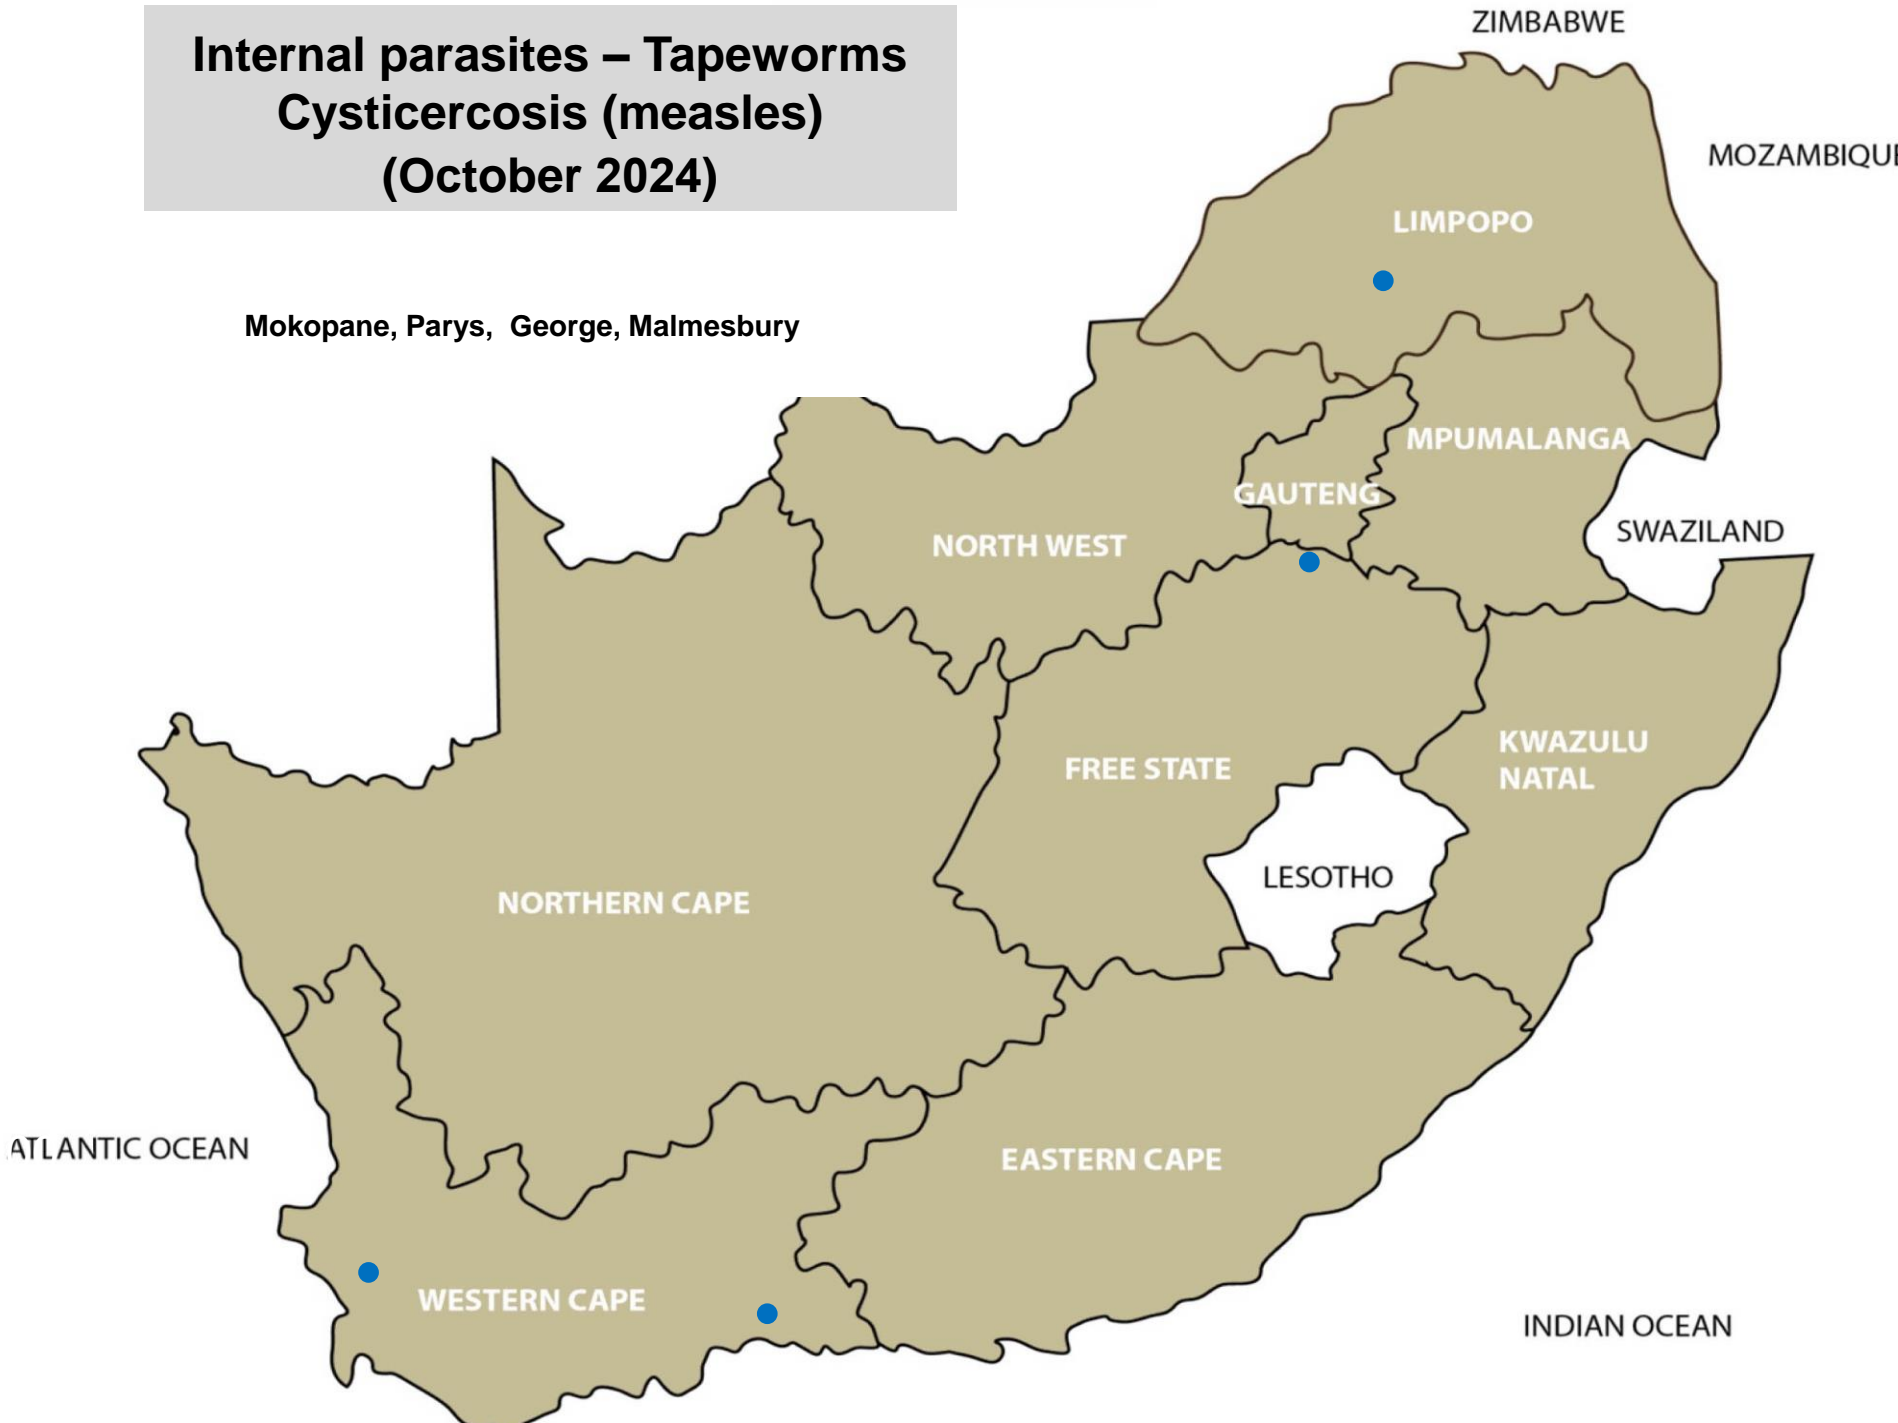 Internal parasites – Tapeworms
Cysticercosis (measles)
(October 2024)
ZIMBABWE
MOZAMBIQUE
LIMPOPO
Mokopane, Parys, George, Malmesbury
MPUMALANGA
GAUTENG
NORTH WEST
SWAZILAND
KWAZULU
NATAL
FREE STATE
LESOTHO
NORTHERN CAPE
ATLANTIC OCEAN
EASTERN CAPE
WESTERN CAPE
INDIAN OCEAN